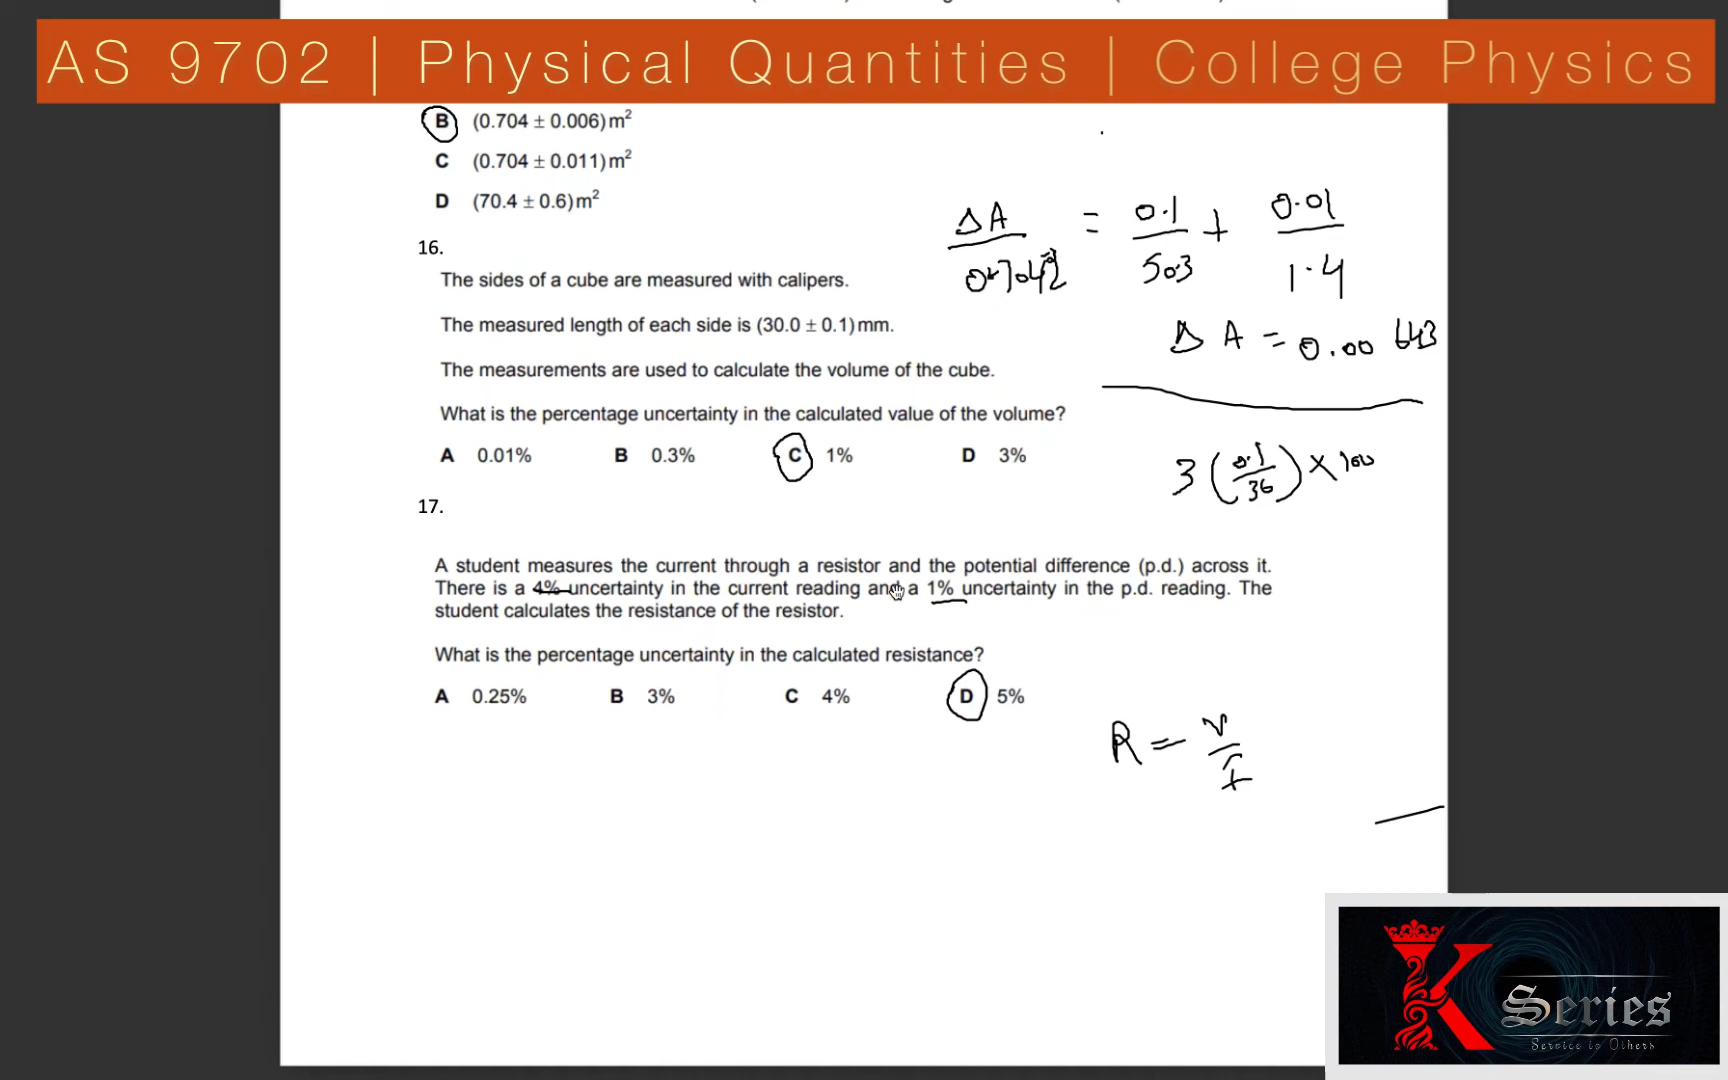 AS 9702 | Physical Quantities | College Physics
B (0.704 ± 0.006) m²
C (0.704 ± 0.011) m²
D (70.4 ± 0.6) m²
ΔA = 0.1/503 + 0.01/1.4
16.
The sides of a cube are measured with calipers.
The measured length of each side is (30.0 ± 0.1) mm.
ΔA = 0.00
The measurements are used to calculate the volume of the cube.
What is the percentage uncertainty in the calculated value of the volume?
A 0.01% B 0.3% C 1% D 3%
3 (0.1/30) × 100
17.
A student measures the current through a resistor and the potential difference (p.d.) across it.
There is a 4% uncertainty in the current reading and a 1% uncertainty in the p.d. reading. The
student calculates the resistance of the resistor.
What is the percentage uncertainty in the calculated resistance?
A 0.25% B 3% C 4% D 5%
R = V/I
K Series
Service to Others